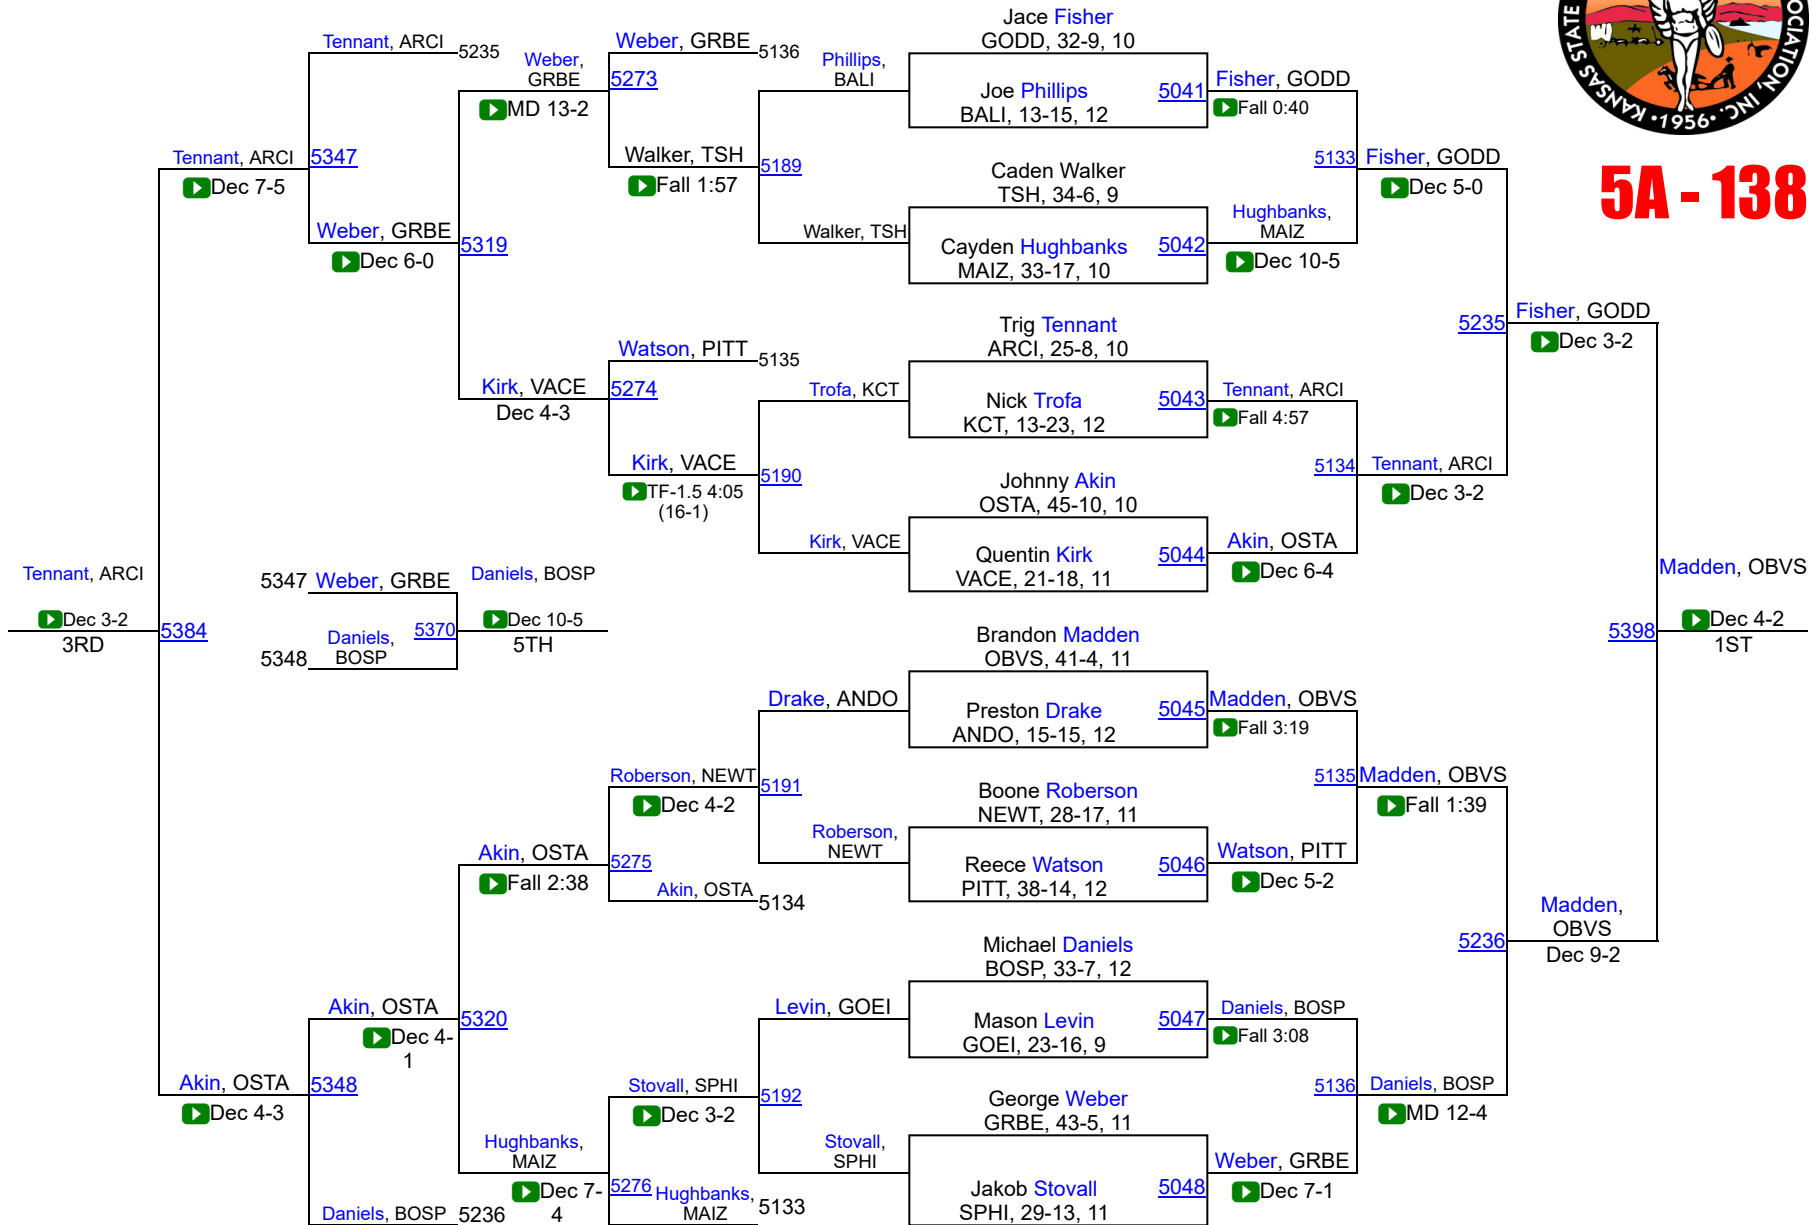 KANSAS STATE
OCIATION, INC.
•1956•
5A - 138
Tennant, ARCI
5235
Weber,
GRBE
MD 13-2
Weber, GRBE
5136
5273
Phillips,
BALI
Jace Fisher
GODD, 32-9, 10
Joe Phillips
BALI, 13-15, 12
5041
Fisher, GODD
Fall 0:40
Tennant, ARCI
Dec 7-5
5347
Walker, TSH
Fall 1:57
5189
Caden Walker
TSH, 34-6, 9
5133
Fisher, GODD
Dec 5-0
Weber, GRBE
Dec 6-0
5319
Walker, TSH
Cayden Hughbanks
MAIZ, 33-17, 10
5042
Hughbanks,
MAIZ
Dec 10-5
Trig Tennant
ARCI, 25-8, 10
5235
Fisher, GODD
Dec 3-2
Watson, PITT
5135
Kirk, VACE
Dec 4-3
5274
Trofa, KCT
Nick Trofa
KCT, 13-23, 12
5043
Tennant, ARCI
Fall 4:57
Kirk, VACE
TF-1.5 4:05
(16-1)
5190
Johnny Akin
OSTA, 45-10, 10
5134
Tennant, ARCI
Dec 3-2
Kirk, VACE
Quentin Kirk
VACE, 21-18, 11
5044
Akin, OSTA
Dec 6-4
Tennant, ARCI
Dec 3-2
3RD
5384
5347
Weber, GRBE
5348
Daniels,
BOSP
5370
Daniels, BOSP
Dec 10-5
5TH
Madden, OBVS
5398
Dec 4-2
1ST
Brandon Madden
OBVS, 41-4, 11
Drake, ANDO
Preston Drake
ANDO, 15-15, 12
5045
Madden, OBVS
Fall 3:19
Roberson, NEWT
Dec 4-2
5191
Boone Roberson
NEWT, 28-17, 11
5135
Madden, OBVS
Fall 1:39
Akin, OSTA
Fall 2:38
5275
Roberson,
NEWT
Reece Watson
PITT, 38-14, 12
5046
Watson, PITT
Dec 5-2
Akin, OSTA
5134
Michael Daniels
BOSP, 33-7, 12
5236
Madden,
OBVS
Dec 9-2
Akin, OSTA
Dec 4-
1
5320
Levin, GOEI
Mason Levin
GOEI, 23-16, 9
5047
Daniels, BOSP
Fall 3:08
Akin, OSTA
Dec 4-3
5348
Stovall, SPHI
Dec 3-2
5192
George Weber
GRBE, 43-5, 11
5136
Daniels, BOSP
MD 12-4
Hughbanks,
MAIZ
Dec 7-
4
Stovall,
SPHI
Jakob Stovall
SPHI, 29-13, 11
5048
Weber, GRBE
Dec 7-1
Daniels, BOSP
5236
5276
Hughbanks,
MAIZ
5133